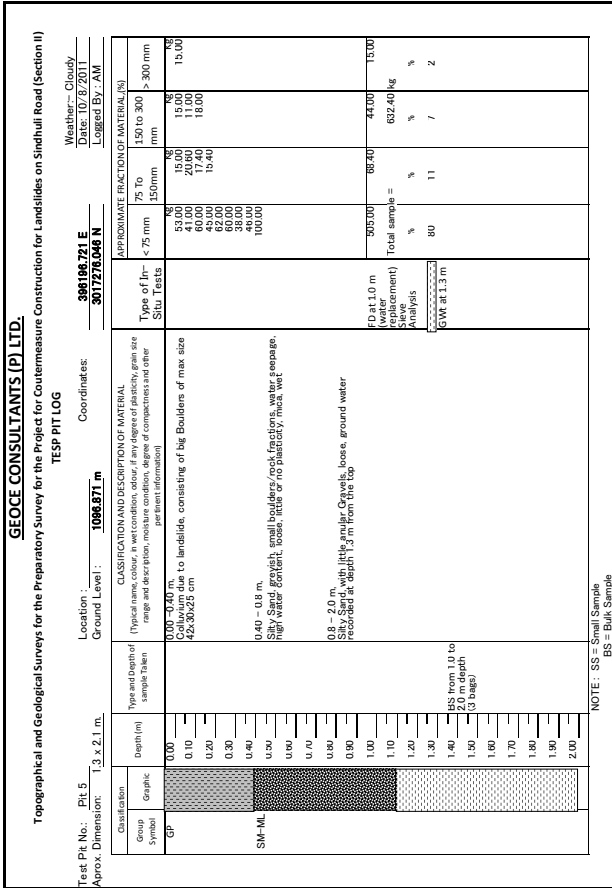 GEOCE CONSULTANTS (P) LTD.
Topographical and Geological Surveys for the Preparatory Survey for the Project for Coutermeasure Construction for Landslides on Sindhuli Road (Section II)
TESP PIT LOG
Weather:- Cloudy
Test Pit No.: Pit 5 Location : Coordinates: 396196.721 E Date: 10/8/2011
Aprox. Dimension: 1.3 x 2.1 m. Ground Level : 1096.871 m 3017276.046 N Logged By : AM
Classification
Group Symbol
Graphic
Depth (m)
Type and Depth of sample Taken
CLASSIFICATION AND DESCRIPTION OF MATERIAL
(Typical name, colour, in wet condition, odour, if any degree of plasticity, grain size range and description, moisture condition, degree of compactness and other pertinent information)
Type of In-Situ Tests
APPROXIMATE FRACTION OF MATERIAL,(%)
< 75 mm
75 To 150mm
150 to 300 mm
> 300 mm
GP
SM-ML
0.00
0.10
0.20
0.30
0.40
0.50
0.60
0.70
0.80
0.90
1.00
1.10
1.20
1.30
1.40
1.50
1.60
1.70
1.80
1.90
2.00
BS from 1.0 to
2.0 m depth
(3 bags)
0.00 -0.40 m,
Colluvium due to landslide, consisting of big Boulders of max size
42x30x25 cm
0.40 - 0.8 m,
Silty Sand, greyish, small boulders/rock fractions, water seepage,
high water content, loose, little or no plasticity, mica, wet
0.8 - 2.0 m,
Silty Sand, with little anular Gravels, loose, ground water
recorded at depth 1.3 m from the top
FD at 1.0 m
(water
replacement)
Sieve
Analysis
GWt at 1.3 m
Kg Kg Kg Kg
53.00 15.00 15.00 15.00
41.00 20.60 11.00
60.00 17.40 18.00
45.00 15.40
62.00
60.00
38.00
46.00
100.00
505.00 68.40 44.00 15.00
Total sample = 632.40 kg
% % % %
80 11 7 2
NOTE : SS = Small Sample
BS = Bulk Sample